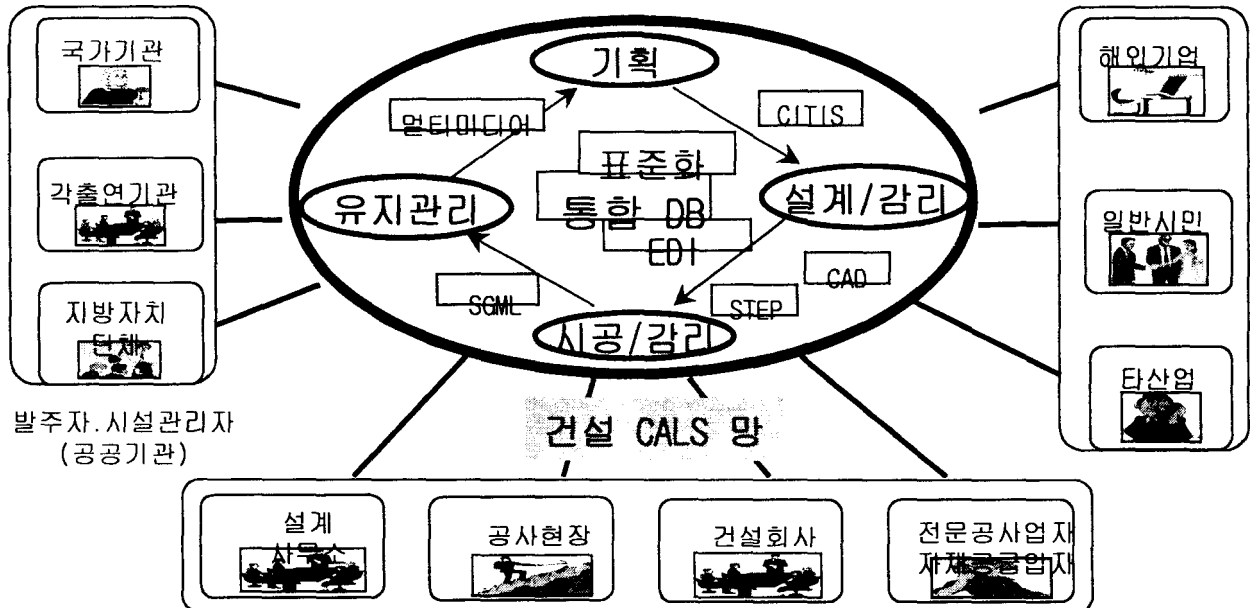 국가기관
각출연기관
지방자치
단체
발주자.시설관리자
(공공기관)
기획
멀티미디어
CITIS
표준화
통합 DB
EDI
유지관리
설계/감리
SGML
STEP
CAD
시공/감리
건설 CALS 망
해외기업
일반시민
타산업
설계
사무소
공사현장
건설회사
전문공사업자
자재공급업자